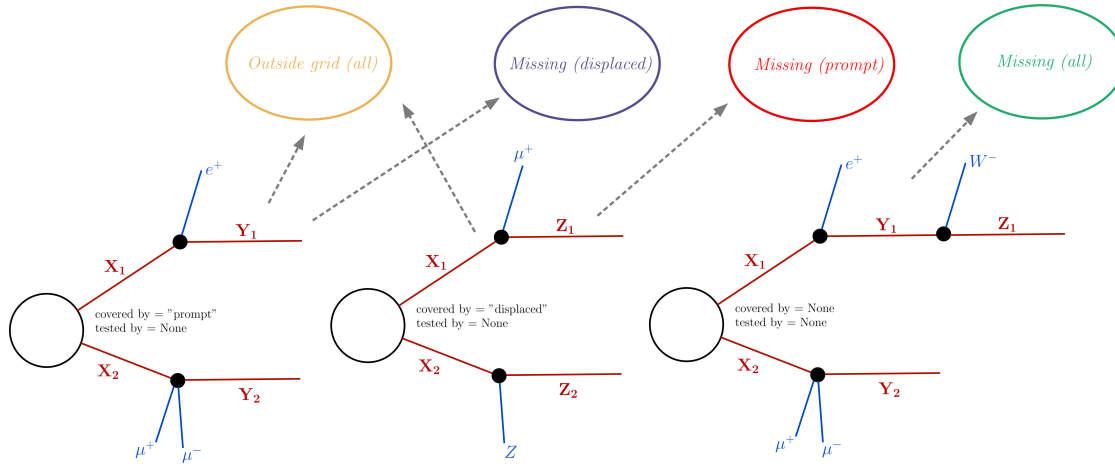 Outside grid (all)
Missing (displaced)
Missing (prompt)
Missing (all)
e⁺
Y₁
X₁
covered by = "prompt"
tested by = None
X₂
Y₂
μ⁺
μ⁻
μ⁺
Z₁
X₁
covered by = "displaced"
tested by = None
X₂
Z₂
Z
e⁺
W⁻
Y₁
Z₁
X₁
covered by = None
tested by = None
X₂
Y₂
μ⁺
μ⁻